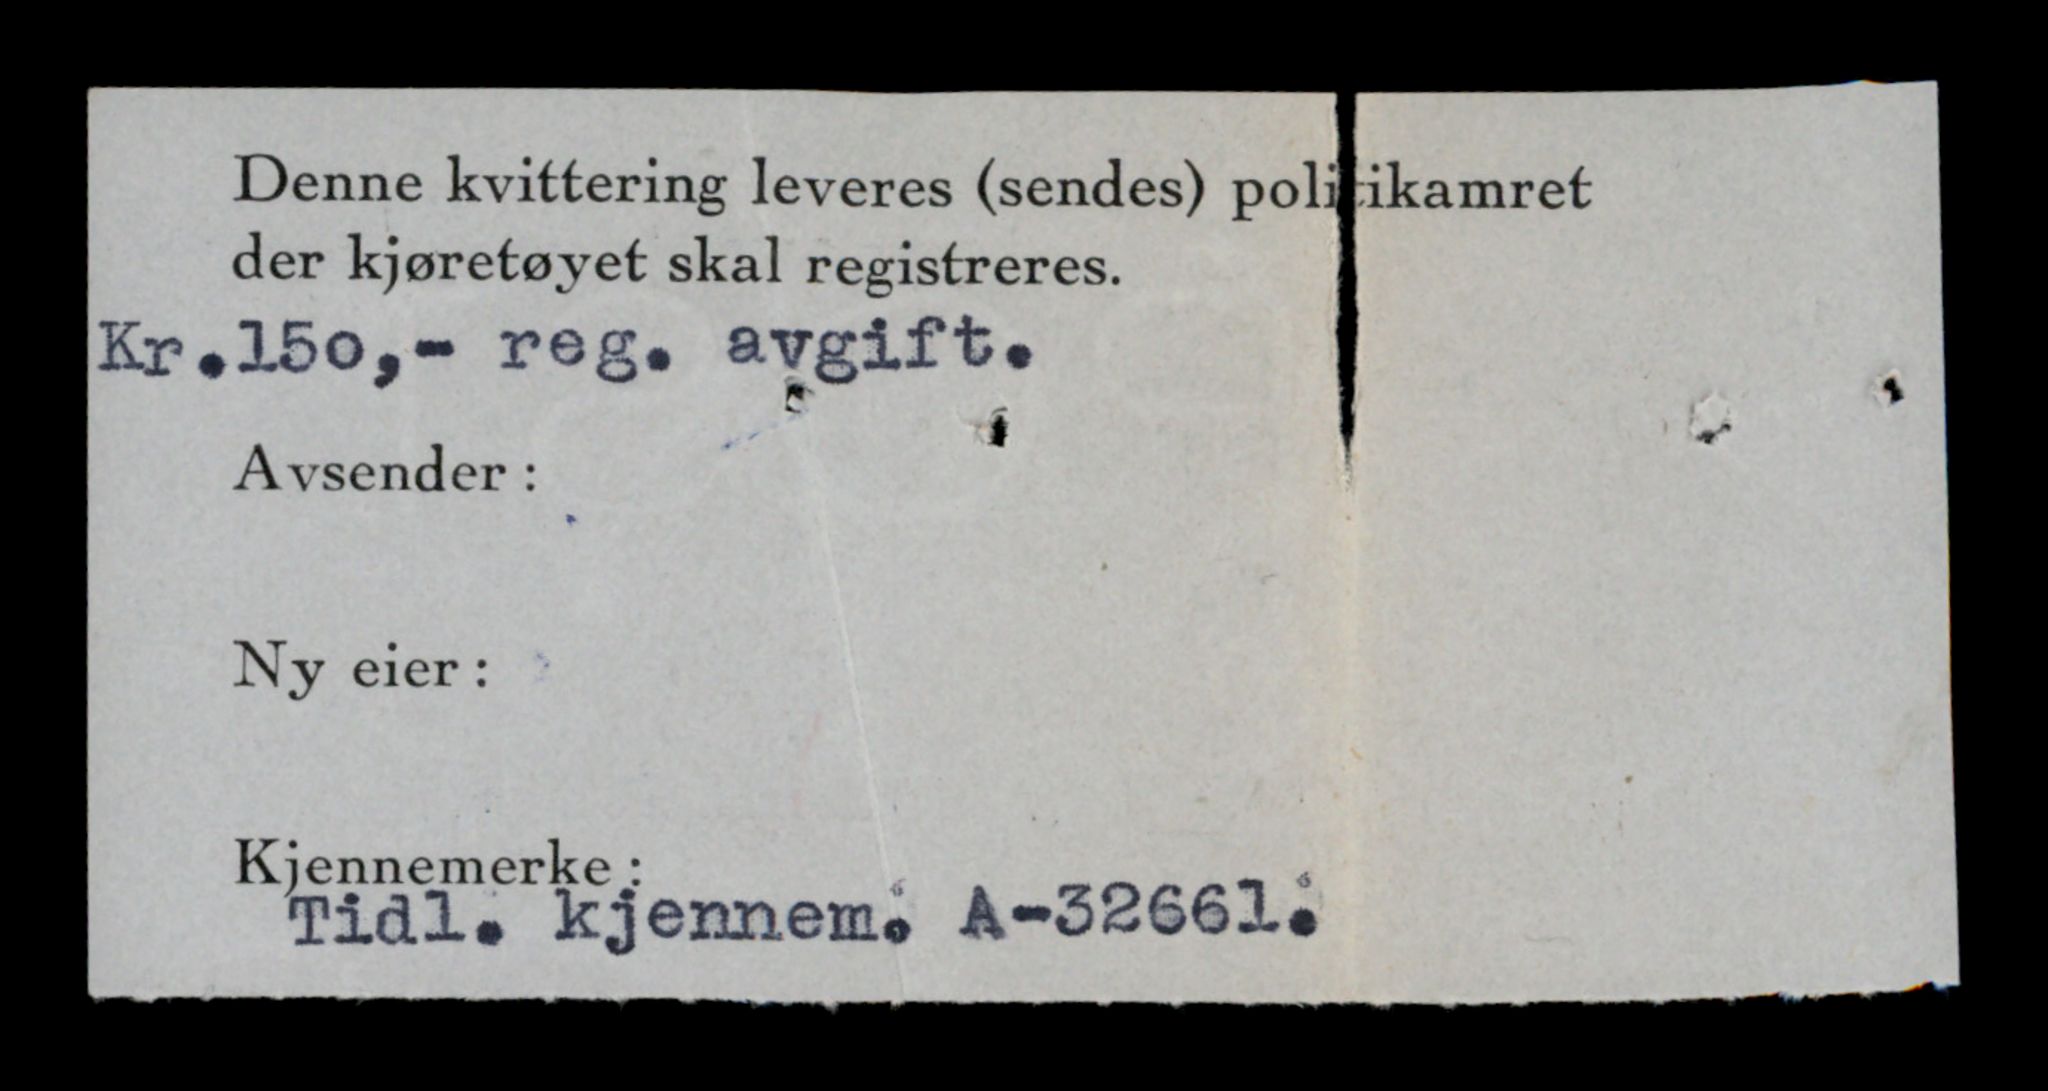 Denne kvittering leveres (sendes) politikamret
der kjøretøyet skal registreres.
Kr.15o,- reg. avgift.
Avsender:
Ny eier:
Kjennemerke:
Tidl. kjennem: A-32661.